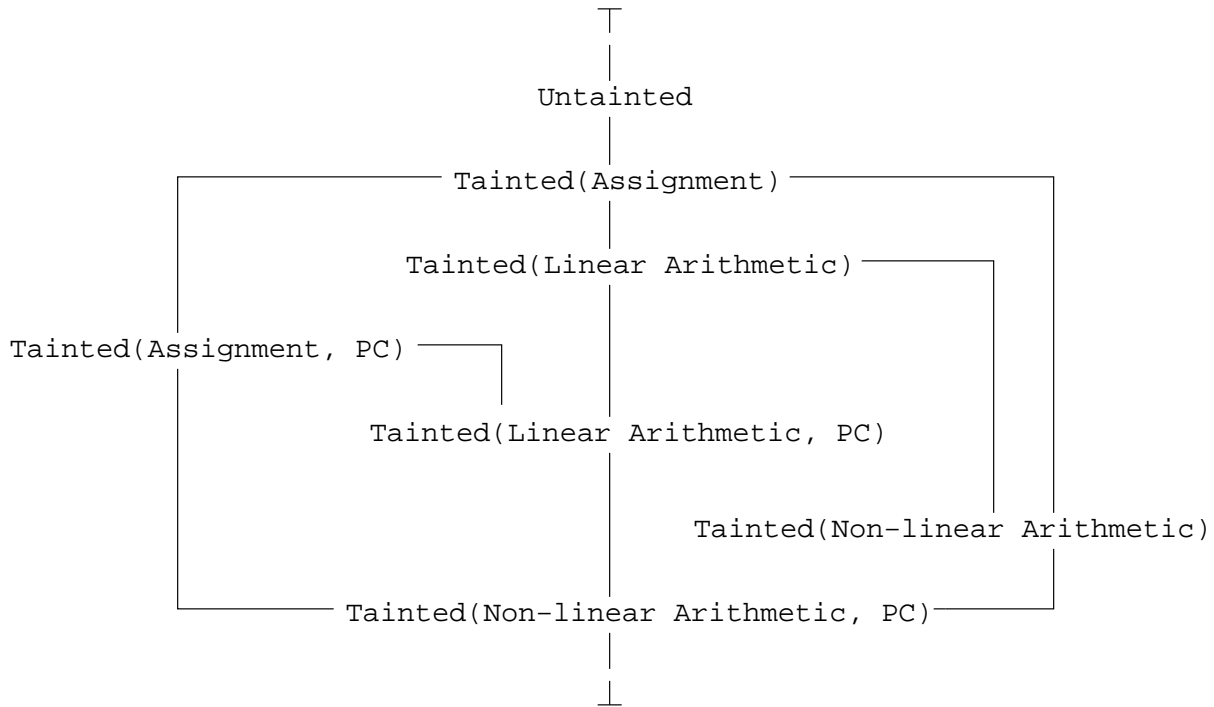 ⊤
Untainted
Tainted(Assignment)
Tainted(Linear Arithmetic)
Tainted(Assignment, PC)
Tainted(Linear Arithmetic, PC)
Tainted(Non-linear Arithmetic)
Tainted(Non-linear Arithmetic, PC)
⊥